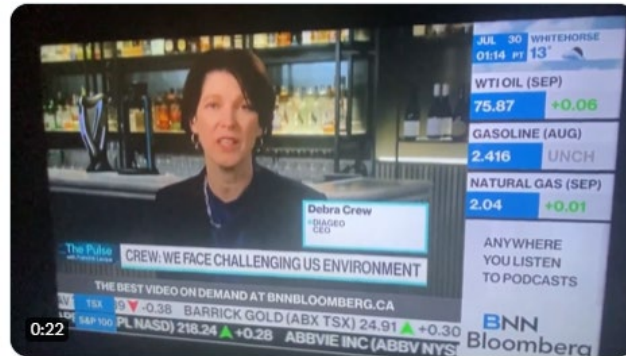 JUL 30 WHITEHORSE
01:14 PT 13°
WTI OIL (SEP)
75.87 +0.06
GASOLINE (AUG)
2.416 UNCH
NATURAL GAS (SEP)
2.04 +0.01
ANYWHERE
YOU LISTEN
TO PODCASTS
BNN
Bloomberg
Debra Crew
DIAGEO
CEO
The Pulse
CREW: WE FACE CHALLENGING US ENVIRONMENT
THE BEST VIDEO ON DEMAND AT BNNBLOOMBERG.CA
TSX 9 ▼ -0.38 BARRICK GOLD (ABX TSX) 24.91 ▲ +0.30
S&P 100 PL NASD) 218.24 ▲ +0.28 ABBVIE INC (ABBV NYS
0:22